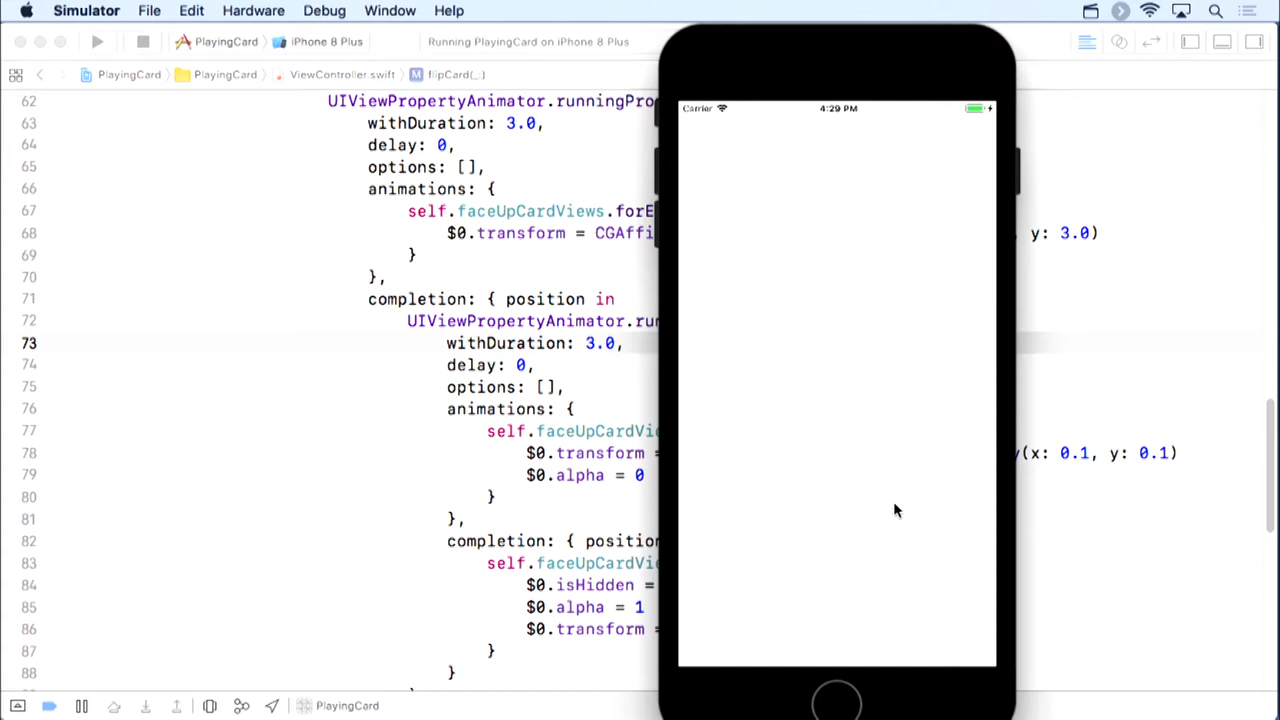 Simulator File Edit Hardware Debug Window Help
PlayingCard iPhone 8 Plus Running PlayingCard on iPhone 8 Plus
PlayingCard PlayingCard ViewController.swift M flipCard(_:)
Carrier 4:29 PM
62 UIViewPropertyAnimator.runningPro
63 withDuration: 3.0,
64 delay: 0,
65 options: [],
66 animations: {
67 self.faceUpCardViews.forE
68 $0.transform = CGAffi , y: 3.0)
69 }
70 },
71 completion: { position in
72 UIViewPropertyAnimator.run
73 withDuration: 3.0,
74 delay: 0,
75 options: [],
76 animations: {
77 self.faceUpCardVie
78 $0.transform = y(x: 0.1, y: 0.1)
79 $0.alpha = 0
80 }
81 },
82 completion: { position
83 self.faceUpCardVie
84 $0.isHidden =
85 $0.alpha = 1
86 $0.transform =
87 }
88 }
PlayingCard